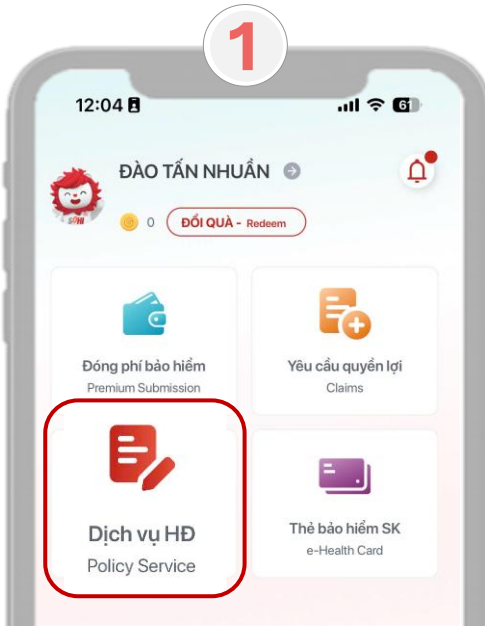 1
12:04
61
ĐÀO TẤN NHUẦN
0
ĐỔI QUÀ - Redeem
Đóng phí bảo hiểm
Premium Submission
Yêu cầu quyền lợi
Claims
Dịch vụ HĐ
Policy Service
Thẻ bảo hiểm SK
e-Health Card